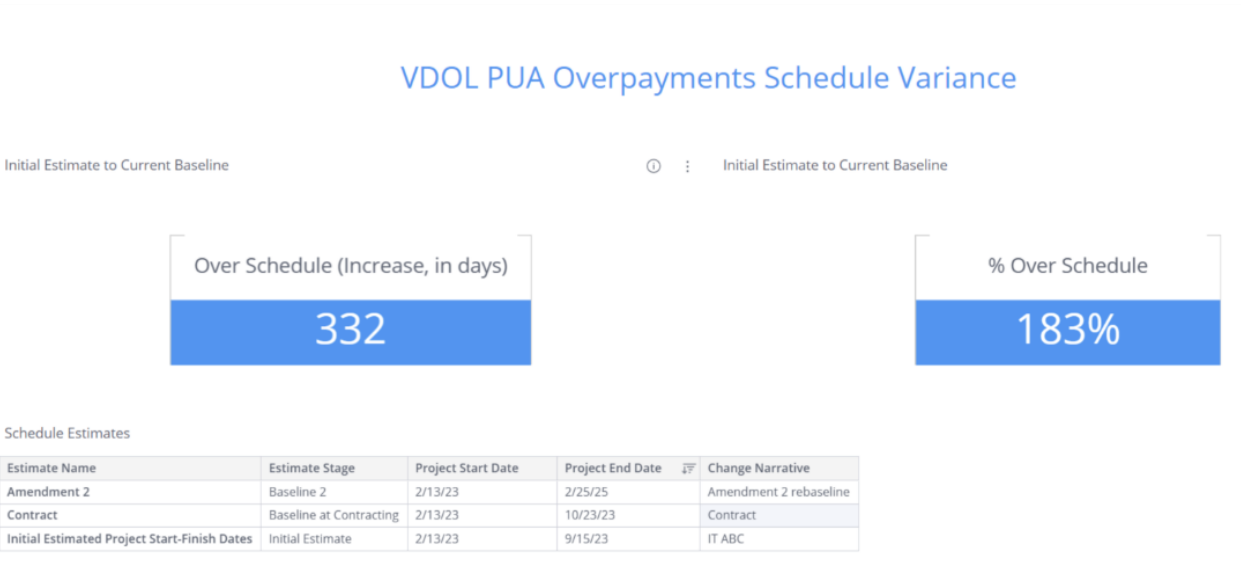 VDOL PUA Overpayments Schedule Variance
Initial Estimate to Current Baseline
Initial Estimate to Current Baseline
Over Schedule (Increase, in days)
332
% Over Schedule
183%
Schedule Estimates
Estimate Name Estimate Stage Project Start Date Project End Date Change Narrative
Amendment 2 Baseline 2 2/13/23 2/25/25 Amendment 2 rebaseline
Contract Baseline at Contracting 2/13/23 10/23/23 Contract
Initial Estimated Project Start-Finish Dates Initial Estimate 2/13/23 9/15/23 IT ABC